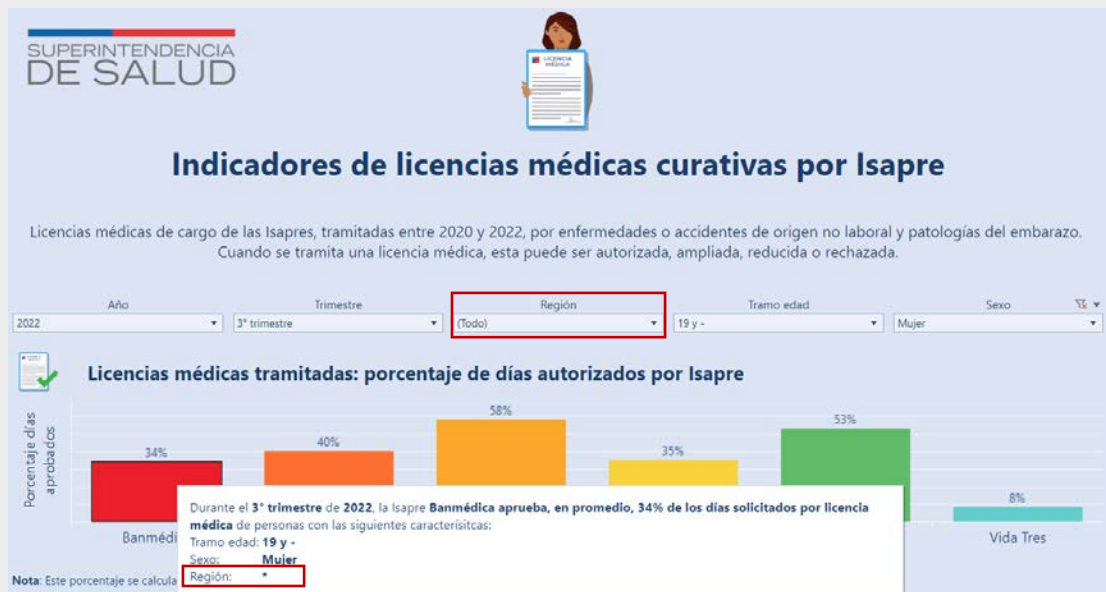 SUPERINTENDENCIA
DE SALUD
LICENCIA
MÉDICA
Indicadores de licencias médicas curativas por Isapre
Licencias médicas de cargo de las Isapres, tramitadas entre 2020 y 2022, por enfermedades o accidentes de origen no laboral y patologías del embarazo.
Cuando se tramita una licencia médica, esta puede ser autorizada, ampliada, reducida o rechazada.
Año Trimestre Región Tramo edad Sexo
2022 3° trimestre (Todo) 19 y - Mujer
Licencias médicas tramitadas: porcentaje de días autorizados por Isapre
Porcentaje días
aprobados
34% 40% 58% 35% 53% 8%
Durante el 3° trimestre de 2022, la Isapre Banmédica aprueba, en promedio, 34% de los días solicitados por licencia
médica de personas con las siguientes caracterísitcas:
Tramo edad: 19 y -
Sexo: Mujer
Región: *
Banmédi Vida Tres
Nota: Este porcentaje se calcula